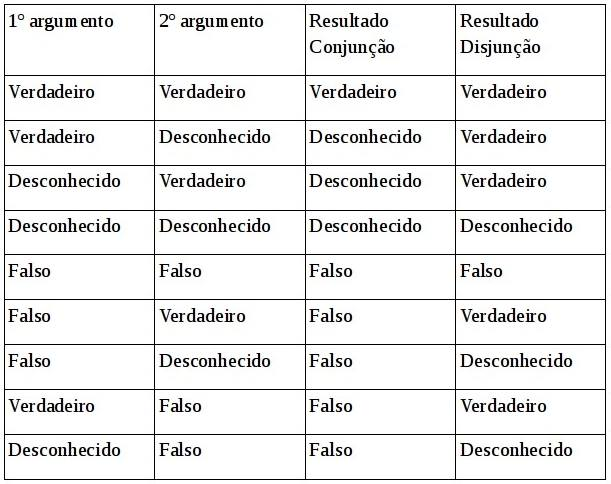 1° argumento 2° argumento Resultado Conjunção Resultado Disjunção
Verdadeiro Verdadeiro Verdadeiro Verdadeiro
Verdadeiro Desconhecido Desconhecido Verdadeiro
Desconhecido Verdadeiro Desconhecido Verdadeiro
Desconhecido Desconhecido Desconhecido Desconhecido
Falso Falso Falso Falso
Falso Verdadeiro Falso Verdadeiro
Falso Desconhecido Falso Desconhecido
Verdadeiro Falso Falso Verdadeiro
Desconhecido Falso Falso Desconhecido